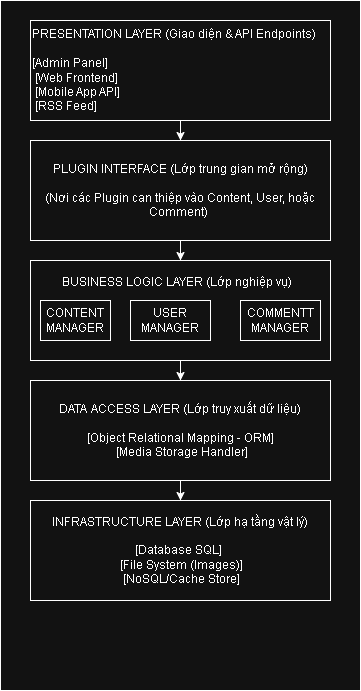 PRESENTATION LAYER (Giao diện & API Endpoints)
[Admin Panel]
[Web Frontend]
[Mobile App API]
[RSS Feed]
PLUGIN INTERFACE (Lớp trung gian mở rộng)
(Nơi các Plugin can thiệp vào Content, User, hoặc
Comment)
BUSINESS LOGIC LAYER (Lớp nghiệp vụ)
CONTENT
MANAGER
USER
MANAGER
COMMENTT
MANAGER
DATA ACCESS LAYER (Lớp truy xuất dữ liệu)
[Object Relational Mapping - ORM]
[Media Storage Handler]
INFRASTRUCTURE LAYER (Lớp hạ tầng vật lý)
[Database SQL]
[File System (Images)]
[NoSQL/Cache Store]